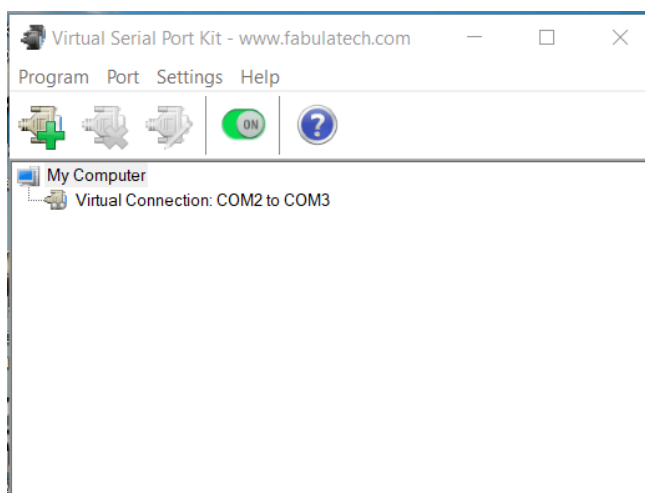 Virtual Serial Port Kit - www.fabulatech.com
Program Port Settings Help
ON ?
My Computer
Virtual Connection: COM2 to COM3